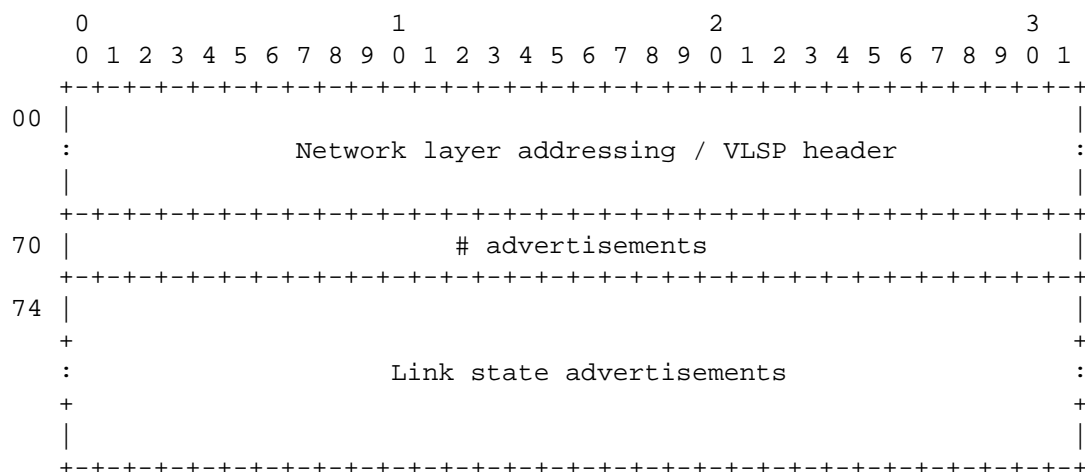 0                   1                   2                   3
 0 1 2 3 4 5 6 7 8 9 0 1 2 3 4 5 6 7 8 9 0 1 2 3 4 5 6 7 8 9 0 1
   +-+-+-+-+-+-+-+-+-+-+-+-+-+-+-+-+-+-+-+-+-+-+-+-+-+-+-+-+-+-+-+-+
00 |                                                               |
   :              Network layer addressing / VLSP header           :
   |                                                               |
   +-+-+-+-+-+-+-+-+-+-+-+-+-+-+-+-+-+-+-+-+-+-+-+-+-+-+-+-+-+-+-+-+
70 |                        # advertisements                       |
   +-+-+-+-+-+-+-+-+-+-+-+-+-+-+-+-+-+-+-+-+-+-+-+-+-+-+-+-+-+-+-+-+
74 |                                                               |
   +                                                               +
   :                    Link state advertisements                  :
   +                                                               +
   |                                                               |
   +-+-+-+-+-+-+-+-+-+-+-+-+-+-+-+-+-+-+-+-+-+-+-+-+-+-+-+-+-+-+-+-+